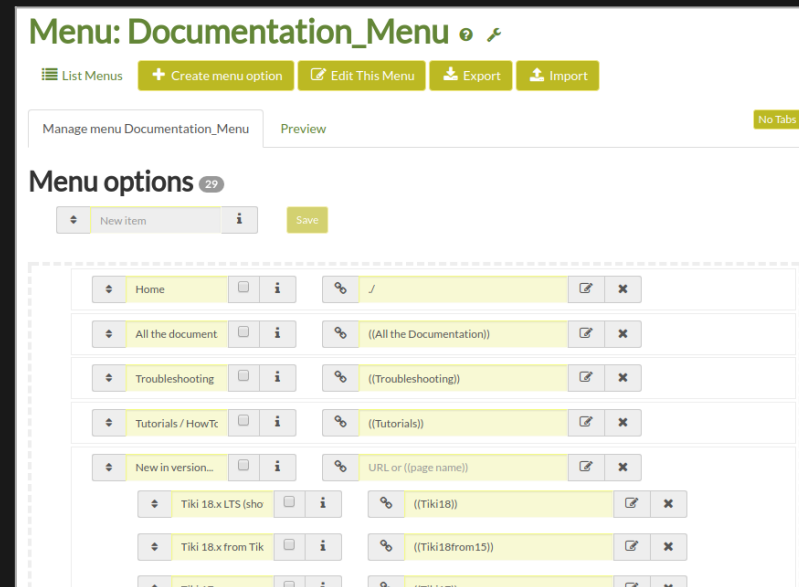 Menu: Documentation_Menu
List Menus Create menu option Edit This Menu Export Import
Manage menu Documentation_Menu Preview No Tabs
Menu options 29
New item Save
Home ./
All the document ((All the Documentation))
Troubleshooting ((Troubleshooting))
Tutorials / HowTo ((Tutorials))
New in version... URL or ((page name))
Tiki 18.x LTS (sho ((Tiki18))
Tiki 18.x from Tik ((Tiki18from15))